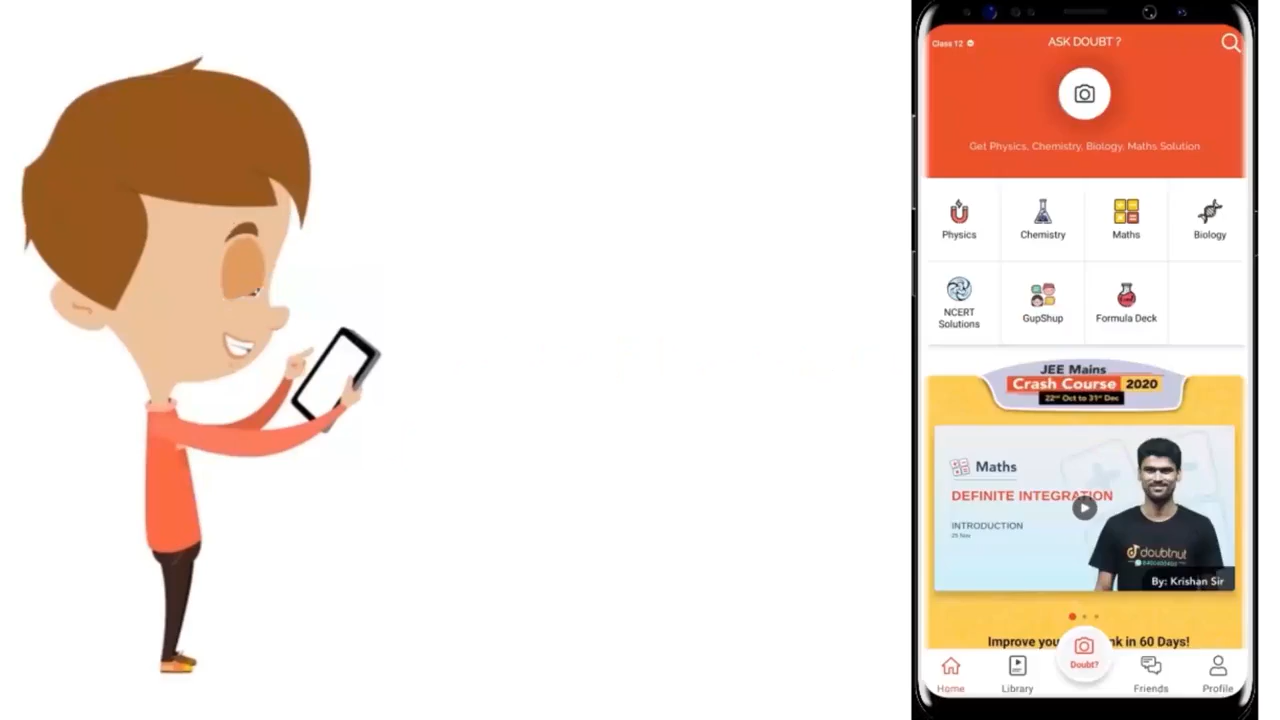 Class 12
ASK DOUBT ?
Get Physics, Chemistry, Biology, Maths Solution
Physics
Chemistry
Maths
Biology
NCERT
Solutions
GupShup
Formula Deck
JEE Mains
Crash Course 2020
22nd Oct to 31st Dec
Maths
DEFINITE INTEGRATION
INTRODUCTION
doubtnut
By: Krishan Sir
Improve you nk in 60 Days!
Doubt?
Home
Library
Friends
Profile